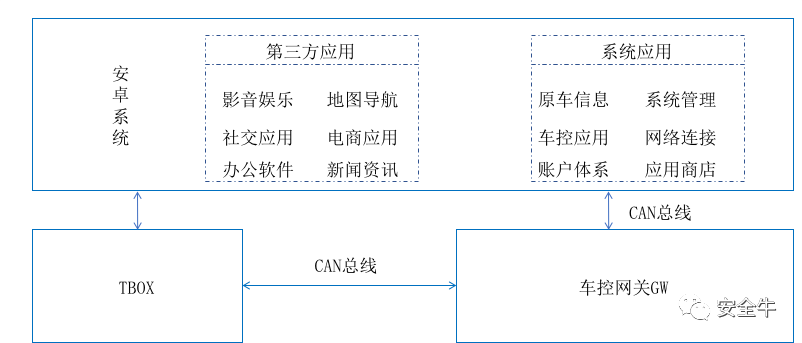 安卓系统
第三方应用
影音娱乐 地图导航
社交应用 电商应用
办公软件 新闻资讯
系统应用
原车信息 系统管理
车控应用 网络连接
账户体系 应用商店
CAN总线
TBOX
CAN总线
车控网关GW
安全牛